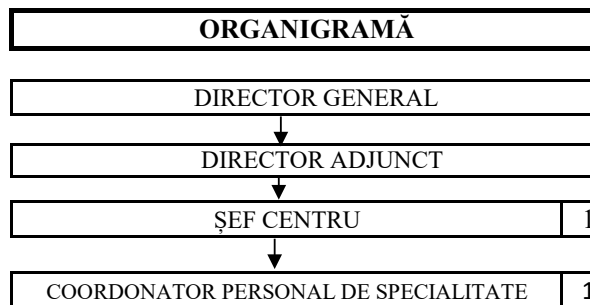 ORGANIGRAMĂ
DIRECTOR GENERAL
DIRECTOR ADJUNCT
ȘEF CENTRU 1
COORDONATOR PERSONAL DE SPECIALITATE 1